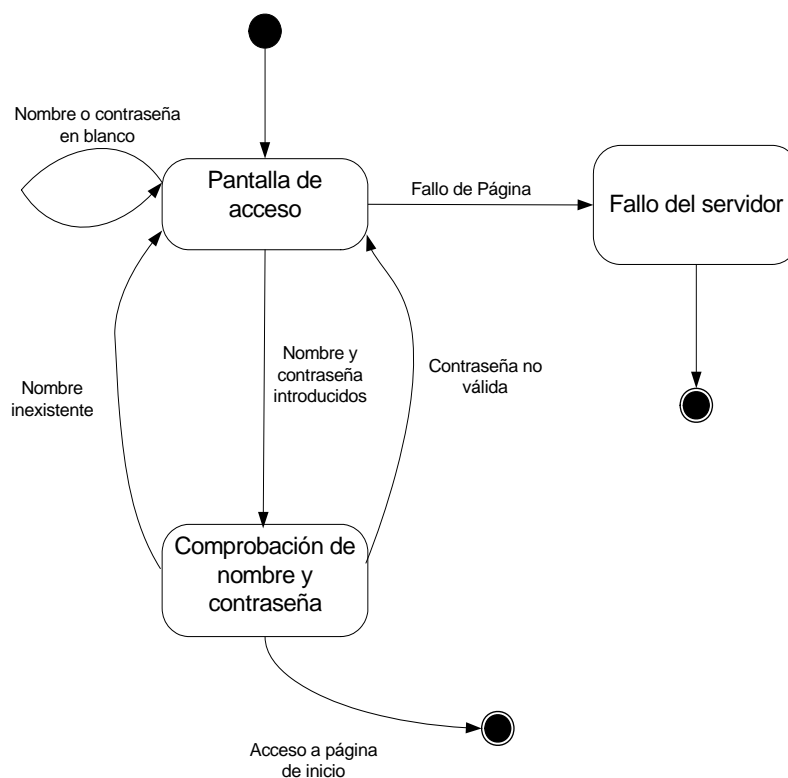 Nombre o contraseña
en blanco
Pantalla de
acceso
Fallo de Página
Fallo del servidor
Nombre
inexistente
Nombre y
contraseña
introducidos
Contraseña no
válida
Comprobación de
nombre y
contraseña
Acceso a página
de inicio